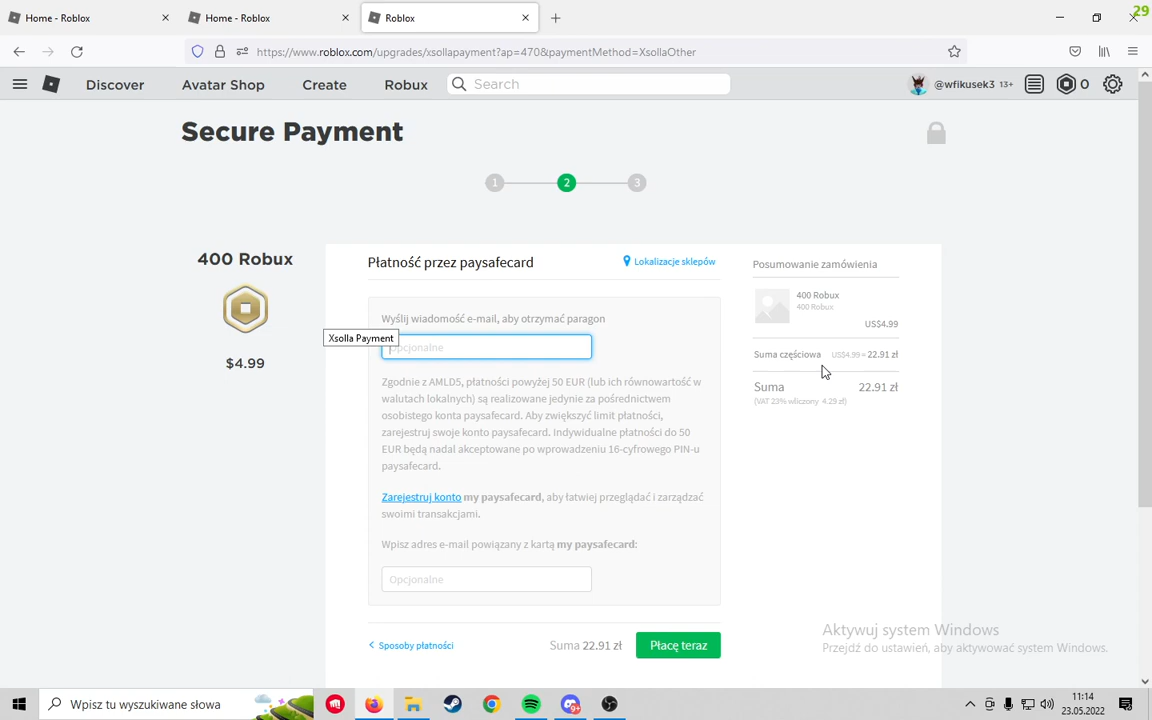 Home - Roblox
Home - Roblox
Roblox
29
https://www.roblox.com/upgrades/xsollapayment?ap=470&paymentMethod=XsollaOther
Discover
Avatar Shop
Create
Robux
Search
@wfikusek3 13+
0
Secure Payment
1
2
3
400 Robux
$4.99
Płatność przez paysafecard
Lokalizacje sklepów
Wyślij wiadomość e-mail, aby otrzymać paragon
Xsolla Payment
Opcjonalne
Zgodnie z AMLD5, płatności powyżej 50 EUR (lub ich równowartość w
walutach lokalnych) są realizowane jedynie za pośrednictwem
osobistego konta paysafecard. Aby zwiększyć limit płatności,
zarejestruj swoje konto paysafecard. Indywidualne płatności do 50
EUR będą nadal akceptowane po wprowadzeniu 16-cyfrowego PIN-u
paysafecard.
Zarejestruj konto my paysafecard, aby łatwiej przeglądać i zarządzać
swoimi transakcjami.
Wpisz adres e-mail powiązany z kartą my paysafecard:
Opcjonalne
Sposoby płatności
Suma 22.91 zł
Płacę teraz
Posumowanie zamówienia
400 Robux
400 Robux
US$4.99
Suma częściowa US$4.99 = 22.91 zł
Suma 22.91 zł
(VAT 23% wliczony 4.29 zł)
Aktywuj system Windows
Przejdź do ustawień, aby aktywować system Windows.
Wpisz tu wyszukiwane słowa
11:14
23.05.2022